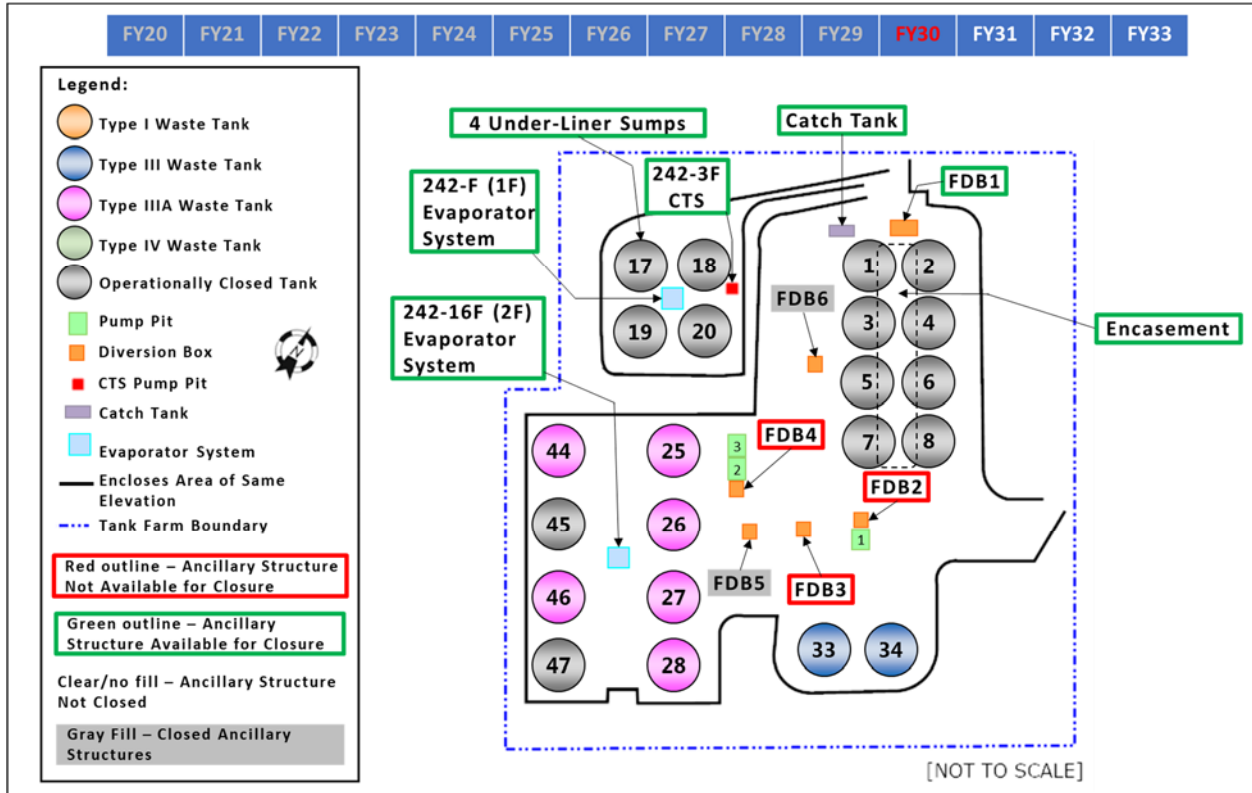 FY20 FY21 FY22 FY23 FY24 FY25 FY26 FY27 FY28 FY29 FY30 FY31 FY32 FY33
Legend:
Type I Waste Tank
Type III Waste Tank
Type IIIA Waste Tank
Type IV Waste Tank
Operationally Closed Tank
Pump Pit
Diversion Box
CTS Pump Pit
Catch Tank
Evaporator System
Encloses Area of Same
Elevation
Tank Farm Boundary
Red outline – Ancillary Structure
Not Available for Closure
Green outline – Ancillary
Structure Available for Closure
Clear/no fill – Ancillary Structure
Not Closed
Gray Fill – Closed Ancillary
Structures
N
4 Under-Liner Sumps
Catch Tank
242-3F
CTS
FDB1
242-F (1F)
Evaporator
System
242-16F (2F)
Evaporator
System
17 18
19 20
1 2
3 4
5 6
7 8
FDB6
Encasement
FDB4
3
2
FDB2
1
FDB5
FDB3
44 25
45 26
46 27
47 28
33 34
[NOT TO SCALE]